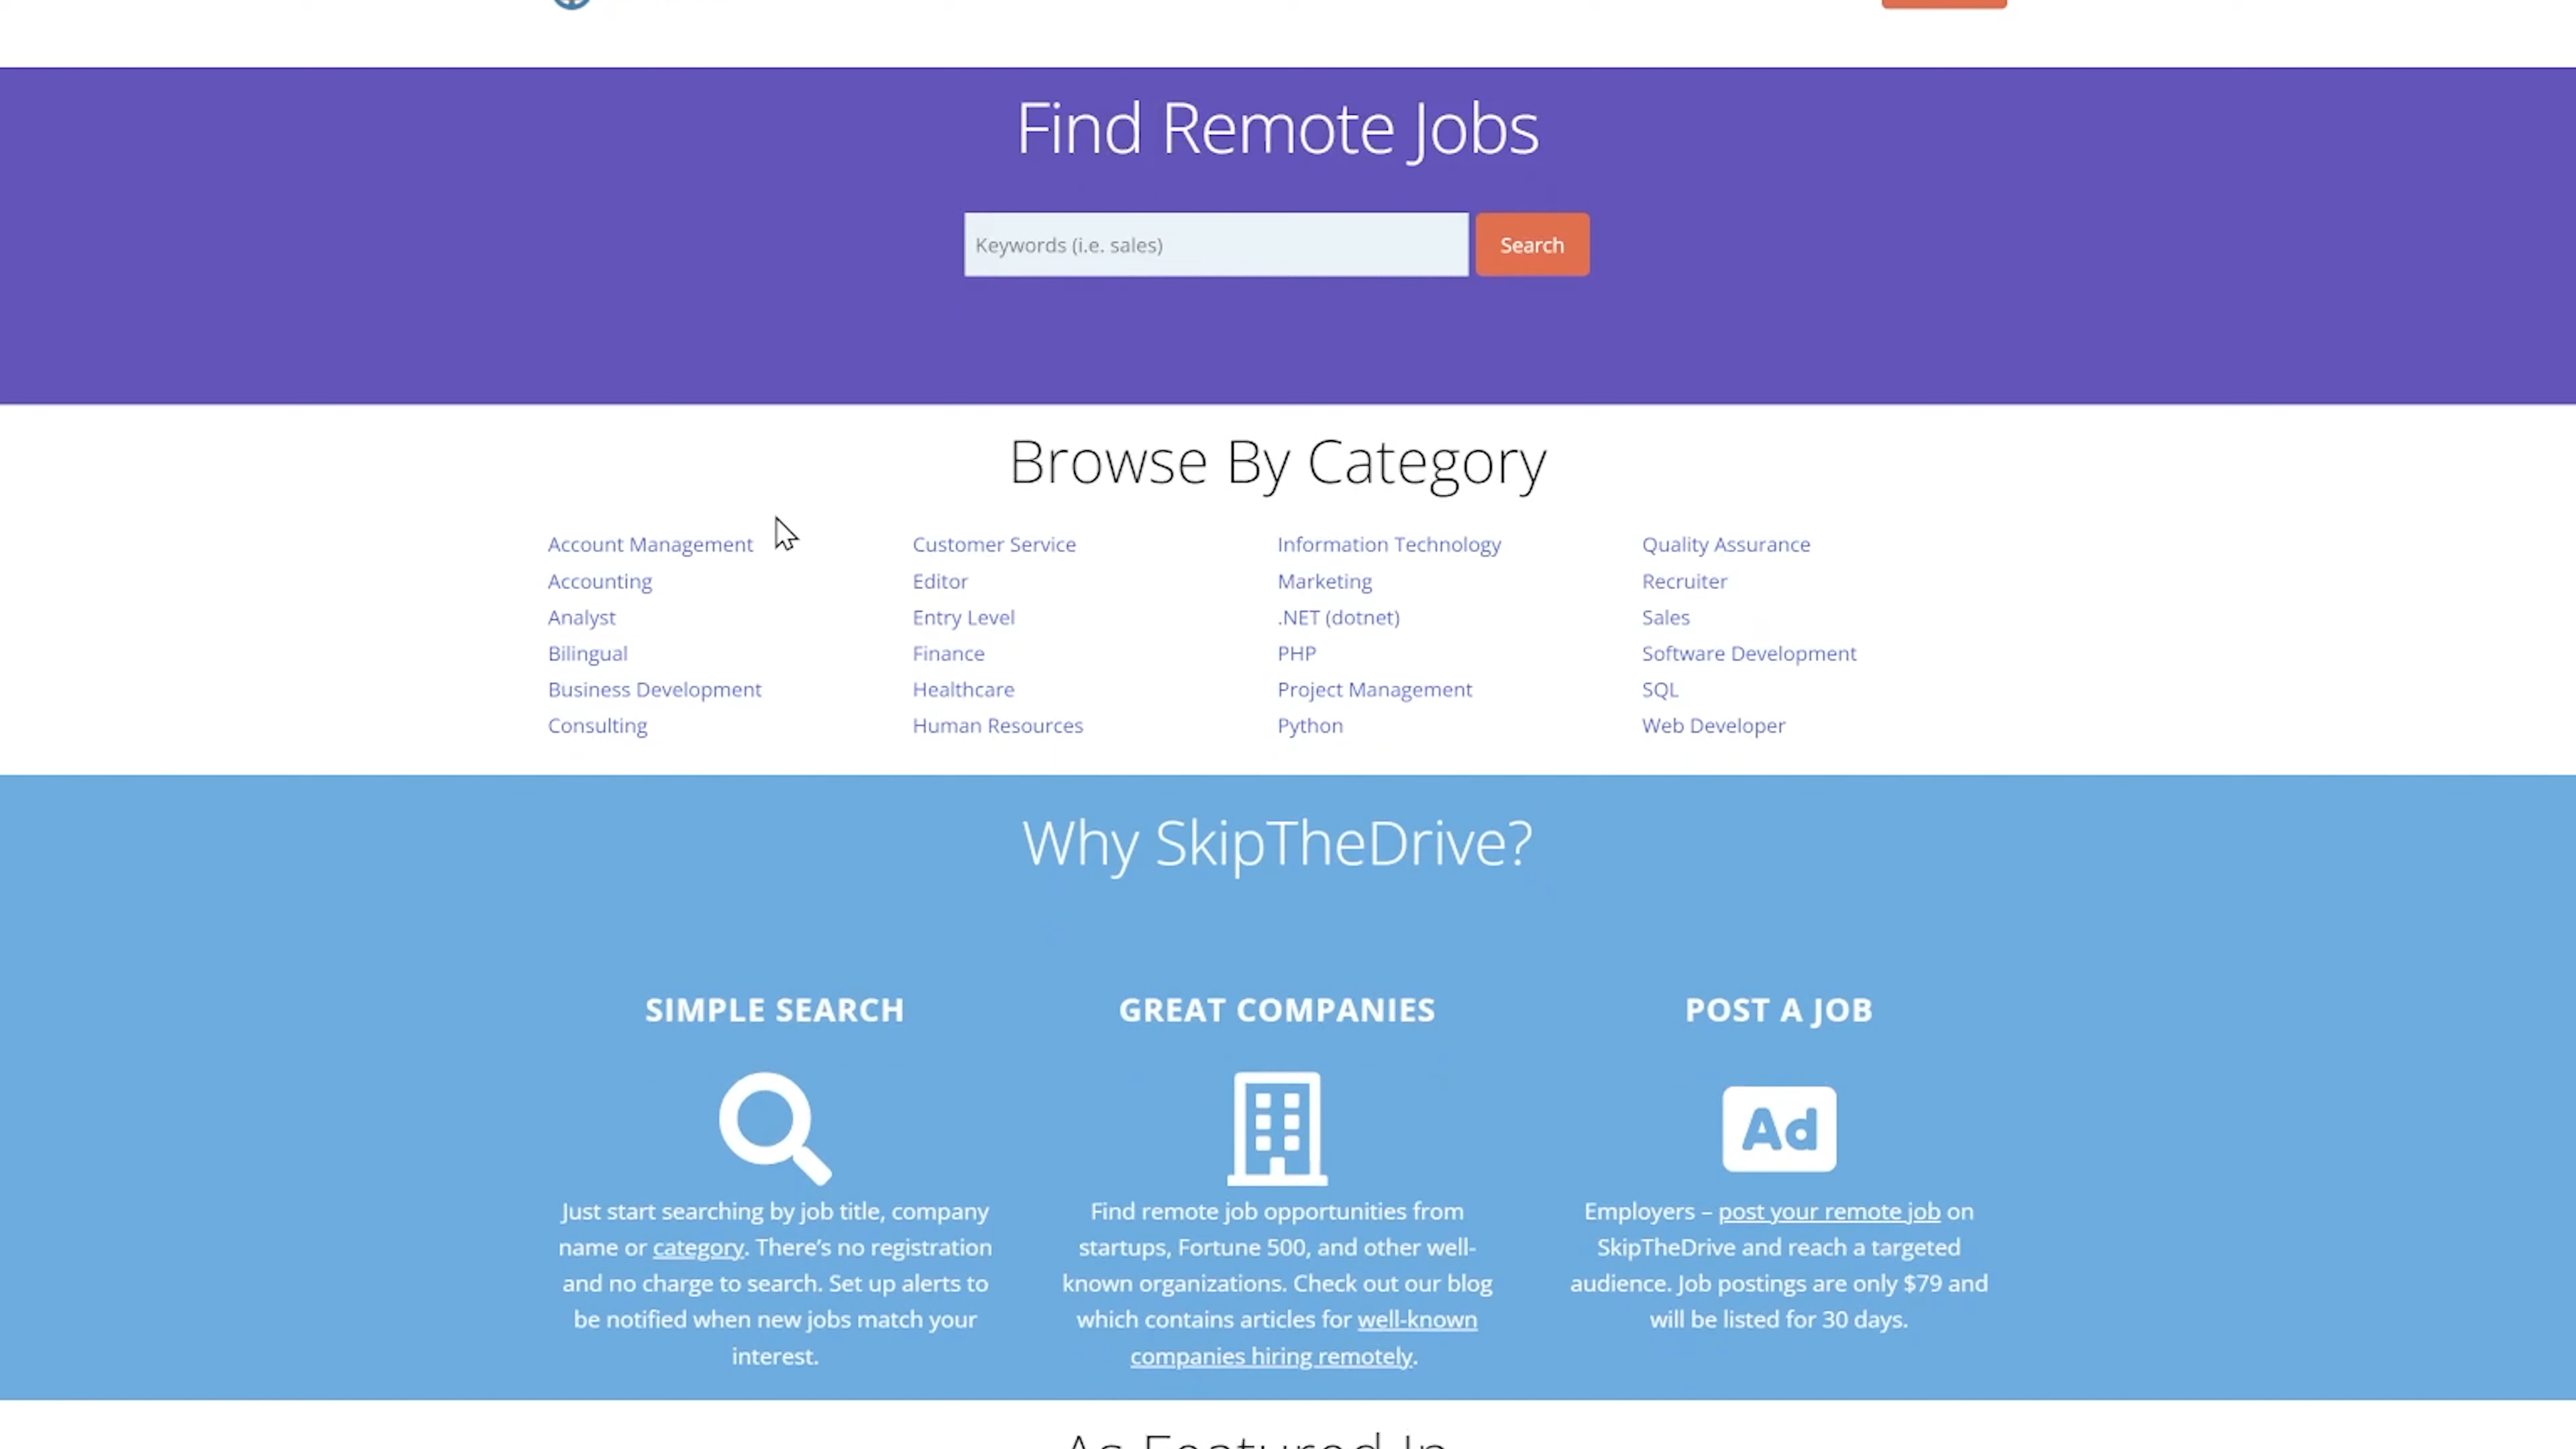 Find Remote Jobs
Keywords (i.e. sales)
Search
Browse By Category
Account Management
Accounting
Analyst
Bilingual
Business Development
Consulting
Customer Service
Editor
Entry Level
Finance
Healthcare
Human Resources
Information Technology
Marketing
.NET (dotnet)
PHP
Project Management
Python
Quality Assurance
Recruiter
Sales
Software Development
SQL
Web Developer
Why SkipTheDrive?
SIMPLE SEARCH
Just start searching by job title, company
name or category. There’s no registration
and no charge to search. Set up alerts to
be notified when new jobs match your
interest.
GREAT COMPANIES
Find remote job opportunities from
startups, Fortune 500, and other well-
known organizations. Check out our blog
which contains articles for well-known
companies hiring remotely.
POST A JOB
Ad
Employers – post your remote job on
SkipTheDrive and reach a targeted
audience. Job postings are only $79 and
will be listed for 30 days.
As Featured In